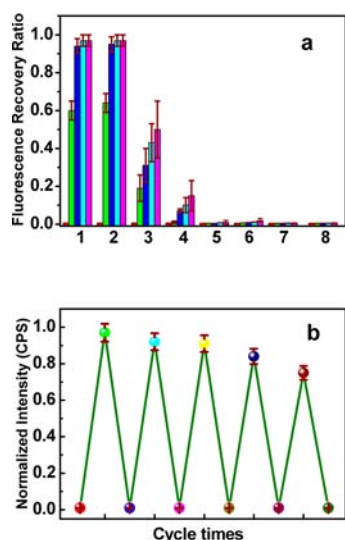 a
Fluorescence Recovery Ratio
1.0
0.8
0.6
0.4
0.2
0.0
1 2 3 4 5 6 7 8
b
Normalized Intensity (CPS)
1.0
0.8
0.6
0.4
0.2
0.0
Cycle times